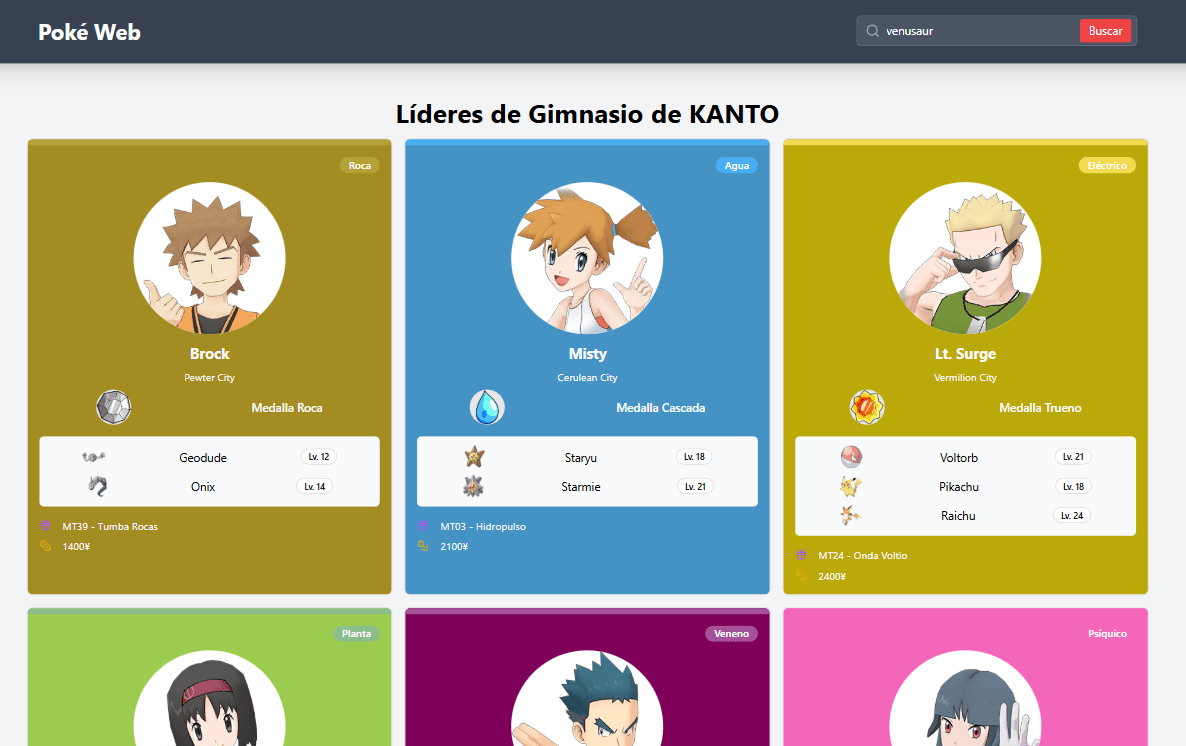 Poké Web
venusaur
Buscar
Líderes de Gimnasio de KANTO
Roca
Brock
Pewter City
Medalla Roca
Geodude Lv. 12
Onix Lv. 14
MT39 - Tumba Rocas
1400¥
Agua
Misty
Cerulean City
Medalla Cascada
Staryu Lv. 18
Starmie Lv. 21
MT03 - Hidropulso
2100¥
Eléctrico
Lt. Surge
Vermilion City
Medalla Trueno
Voltorb Lv. 21
Pikachu Lv. 18
Raichu Lv. 24
MT24 - Onda Voltio
2400¥
Planta
Veneno
Psíquico